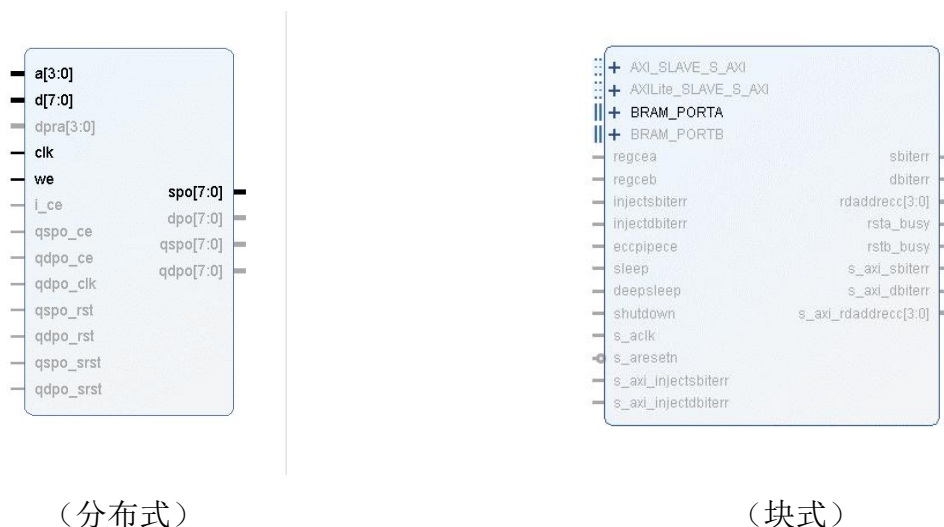 a[3:0]
d[7:0]
dpra[3:0]
clk
we
i_ce
qspo_ce
qdpo_ce
qdpo_clk
qspo_rst
qdpo_rst
qspo_srst
qdpo_srst
spo[7:0]
dpo[7:0]
qspo[7:0]
qdpo[7:0]
（分布式）
AXI_SLAVE_S_AXI
AXILite_SLAVE_S_AXI
BRAM_PORTA
BRAM_PORTB
regcea
regceb
injectsbiterr
injectdbiterr
eccpipece
sleep
deepsleep
shutdown
s_aclk
s_aresetn
s_axi_injectsbiterr
s_axi_injectdbiterr
sbiterr
dbiterr
rdaddrecc[3:0]
rsta_busy
rstb_busy
s_axi_sbiterr
s_axi_dbiterr
s_axi_rdaddrecc[3:0]
（块式）